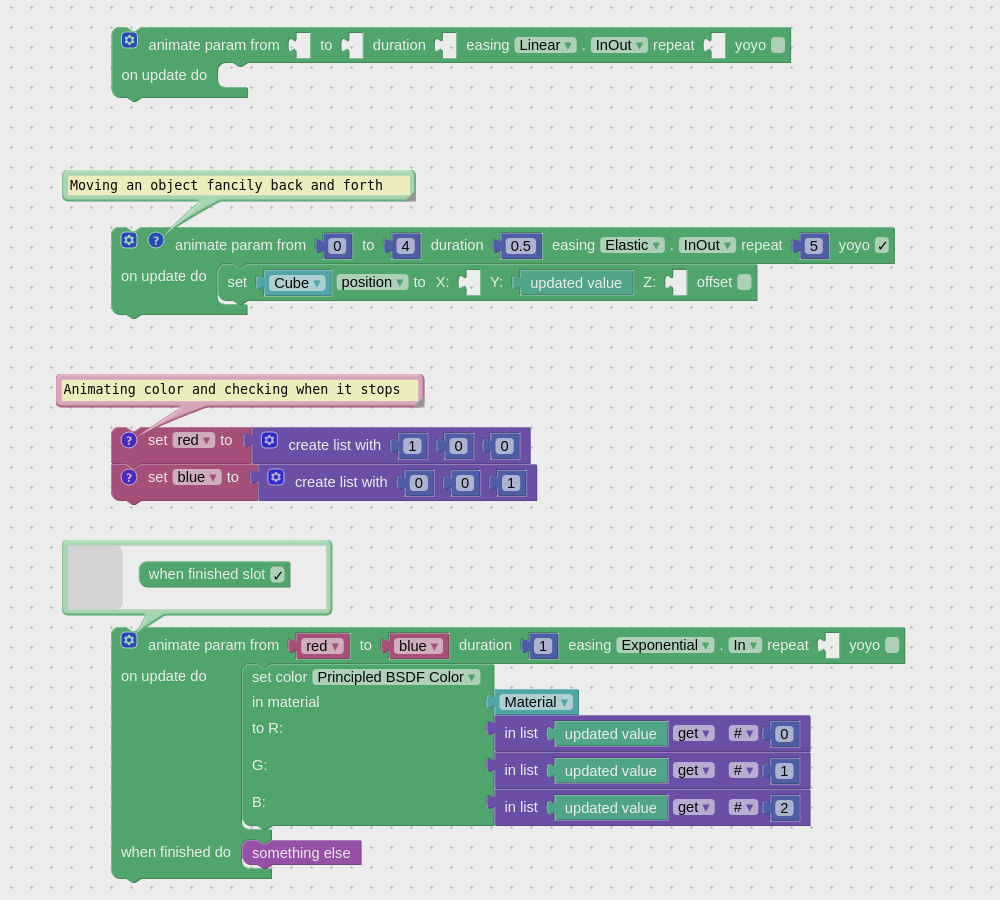 animate param from to duration easing Linear ▾ . InOut ▾ repeat yoyo
on update do
Moving an object fancily back and forth
? animate param from 0 to 4 duration 0.5 easing Elastic ▾ . InOut ▾ repeat 5 yoyo ✓
on update do set Cube ▾ position ▾ to X: Y: updated value Z: offset
Animating color and checking when it stops
? set red ▾ to create list with 1 0 0
? set blue ▾ to create list with 0 0 1
when finished slot ✓
animate param from red ▾ to blue ▾ duration 1 easing Exponential ▾ . In ▾ repeat yoyo
on update do set color Principled BSDF Color ▾
in material Material ▾
to R: in list updated value get ▾ # ▾ 0
G: in list updated value get ▾ # ▾ 1
B: in list updated value get ▾ # ▾ 2
when finished do something else